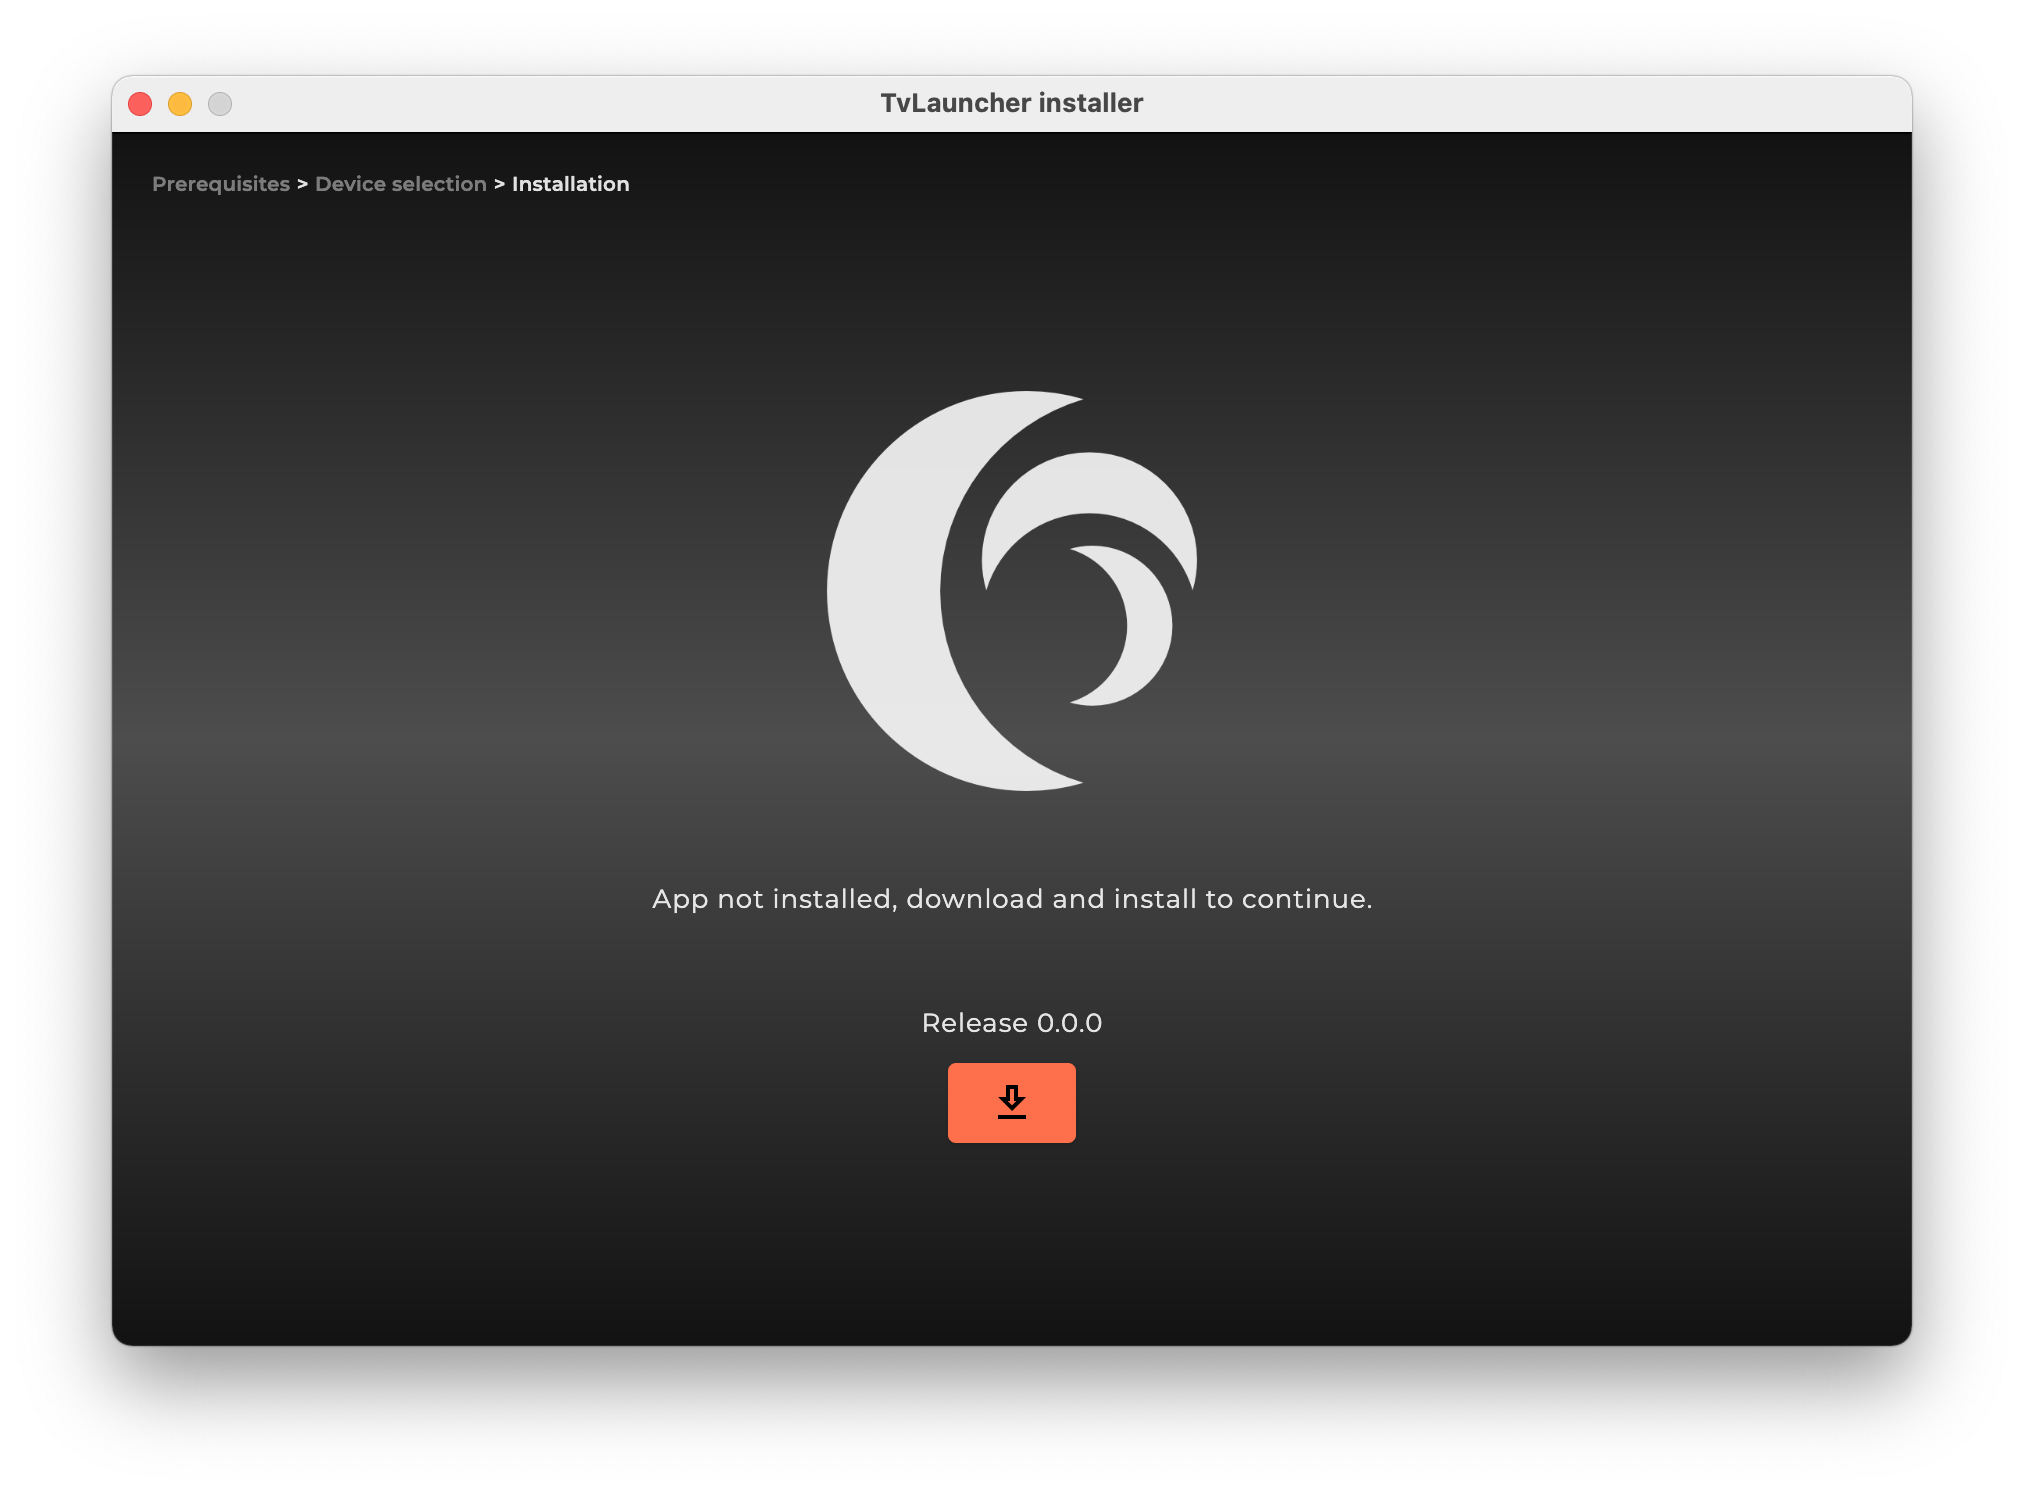 TvLauncher installer
Prerequisites > Device selection > Installation
App not installed, download and install to continue.
Release 0.0.0